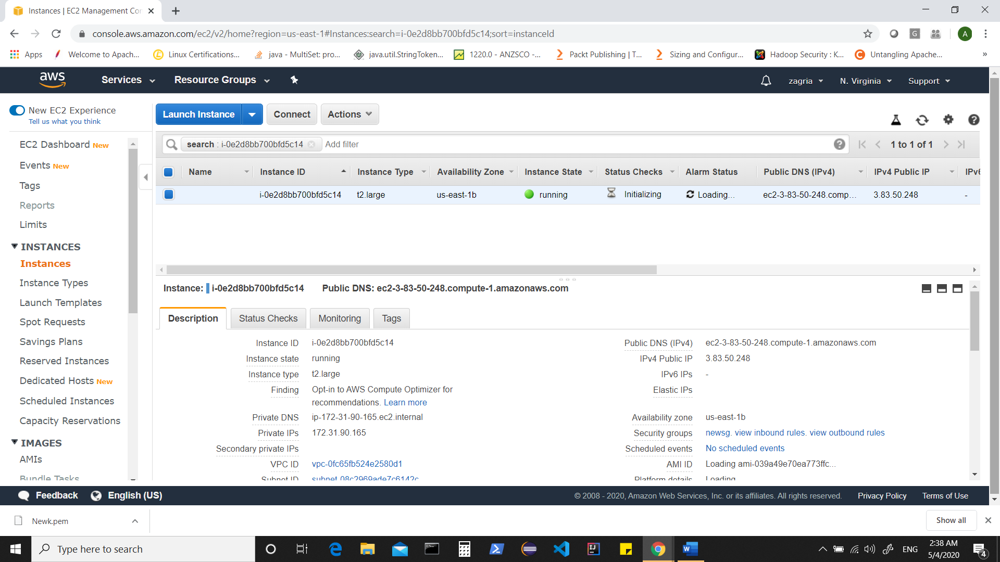 Instances | EC2 Management Con
console.aws.amazon.com/ec2/v2/home?region=us-east-1#Instances:search=i-0e2d8bb700bfd5c14;sort=instanceId
G
A
Apps
Welcome to Apach...
Linux Certifications...
java - MultiSet: pro...
java.util.StringToken...
1220.0 - ANZSCO -...
Packt Publishing | T...
Sizing and Configur...
Hadoop Security : K...
Untangling Apache...
»
aws
Services
Resource Groups
zagria
N. Virginia
Support
New EC2 Experience
Tell us what you think
EC2 Dashboard New
Events New
Tags
Reports
Limits
INSTANCES
Instances
Instance Types
Launch Templates
Spot Requests
Savings Plans
Reserved Instances
Dedicated Hosts New
Scheduled Instances
Capacity Reservations
IMAGES
AMIs
Bundle Tasks
Launch Instance
Connect
Actions
search : i-0e2d8bb700bfd5c14
Add filter
1 to 1 of 1
Name
Instance ID
Instance Type
Availability Zone
Instance State
Status Checks
Alarm Status
Public DNS (IPv4)
IPv4 Public IP
IPv6
i-0e2d8bb700bfd5c14
t2.large
us-east-1b
running
Initializing
Loading...
ec2-3-83-50-248.comp...
3.83.50.248
-
Instance: i-0e2d8bb700bfd5c14
Public DNS: ec2-3-83-50-248.compute-1.amazonaws.com
Description
Status Checks
Monitoring
Tags
Instance ID i-0e2d8bb700bfd5c14
Instance state running
Instance type t2.large
Finding Opt-in to AWS Compute Optimizer for
recommendations. Learn more
Private DNS ip-172-31-90-165.ec2.internal
Private IPs 172.31.90.165
Secondary private IPs
VPC ID vpc-0fc65fb524e2580d1
Subnet ID subnet-08c2969ade7c6142c
Public DNS (IPv4) ec2-3-83-50-248.compute-1.amazonaws.com
IPv4 Public IP 3.83.50.248
IPv6 IPs -
Elastic IPs
Availability zone us-east-1b
Security groups newsg. view inbound rules. view outbound rules
Scheduled events No scheduled events
AMI ID Loading ami-039a49e70ea773ffc...
Platform details Loading
Feedback
English (US)
© 2008 - 2020, Amazon Web Services, Inc. or its affiliates. All rights reserved.
Privacy Policy
Terms of Use
Newk.pem
Show all
Type here to search
ENG
2:38 AM
5/4/2020
4